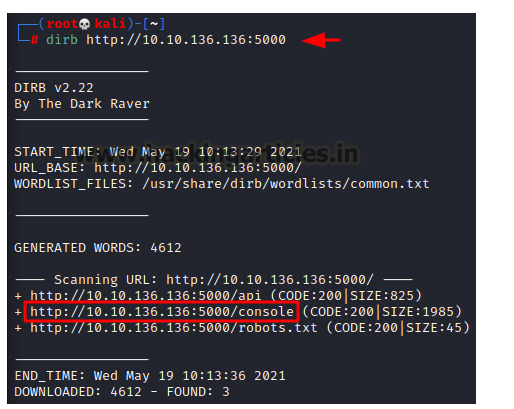 ┌──(root💀kali)-[~]
└─# dirb http://10.10.136.136:5000
-----------------
DIRB v2.22
By The Dark Raver
-----------------
START_TIME: Wed May 19 10:13:29 2021
www.hackingarticles.in
URL_BASE: http://10.10.136.136:5000/
WORDLIST_FILES: /usr/share/dirb/wordlists/common.txt
-----------------
GENERATED WORDS: 4612
---- Scanning URL: http://10.10.136.136:5000/ ----
+ http://10.10.136.136:5000/api (CODE:200|SIZE:825)
+ http://10.10.136.136:5000/console (CODE:200|SIZE:1985)
+ http://10.10.136.136:5000/robots.txt (CODE:200|SIZE:45)
-----------------
END_TIME: Wed May 19 10:13:36 2021
DOWNLOADED: 4612 - FOUND: 3